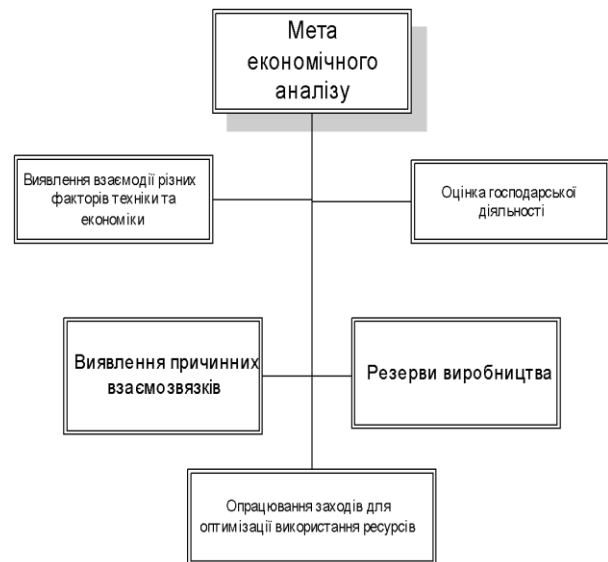 Мета
економічного
аналізу
Виявлення взаємодії різних
факторів техніки та
економіки
Оцінка господарської
діяльності
Виявлення причинних
взаємозвязків
Резерви виробництва
Опрацювання заходів для
оптимізації використання ресурсів